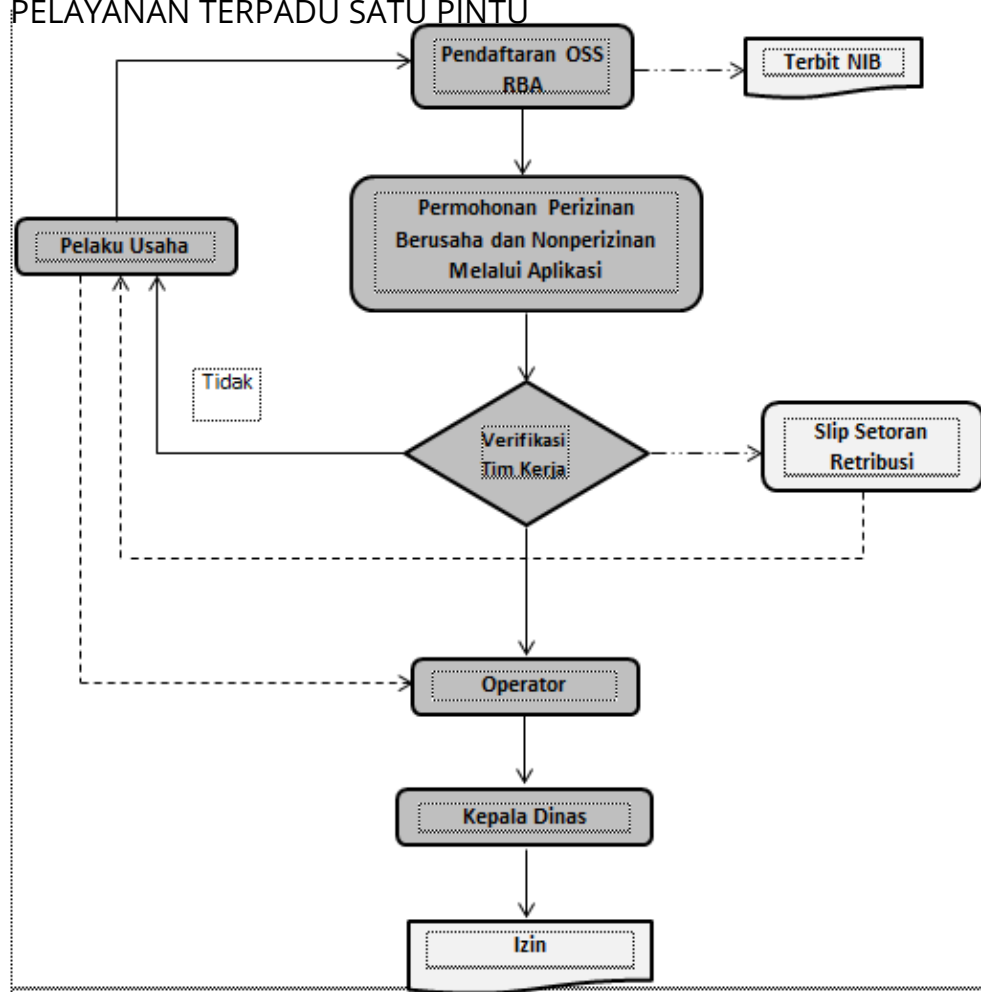 PELAYANAN TERPADU SATU PINTU
Pendaftaran OSS
RBA
Terbit NIB
Permohonan Perizinan
Berusaha dan Nonperizinan
Melalui Aplikasi
Pelaku Usaha
Tidak
Verifikasi
Tim Kerja
Slip Setoran
Retribusi
Operator
Kepala Dinas
Izin